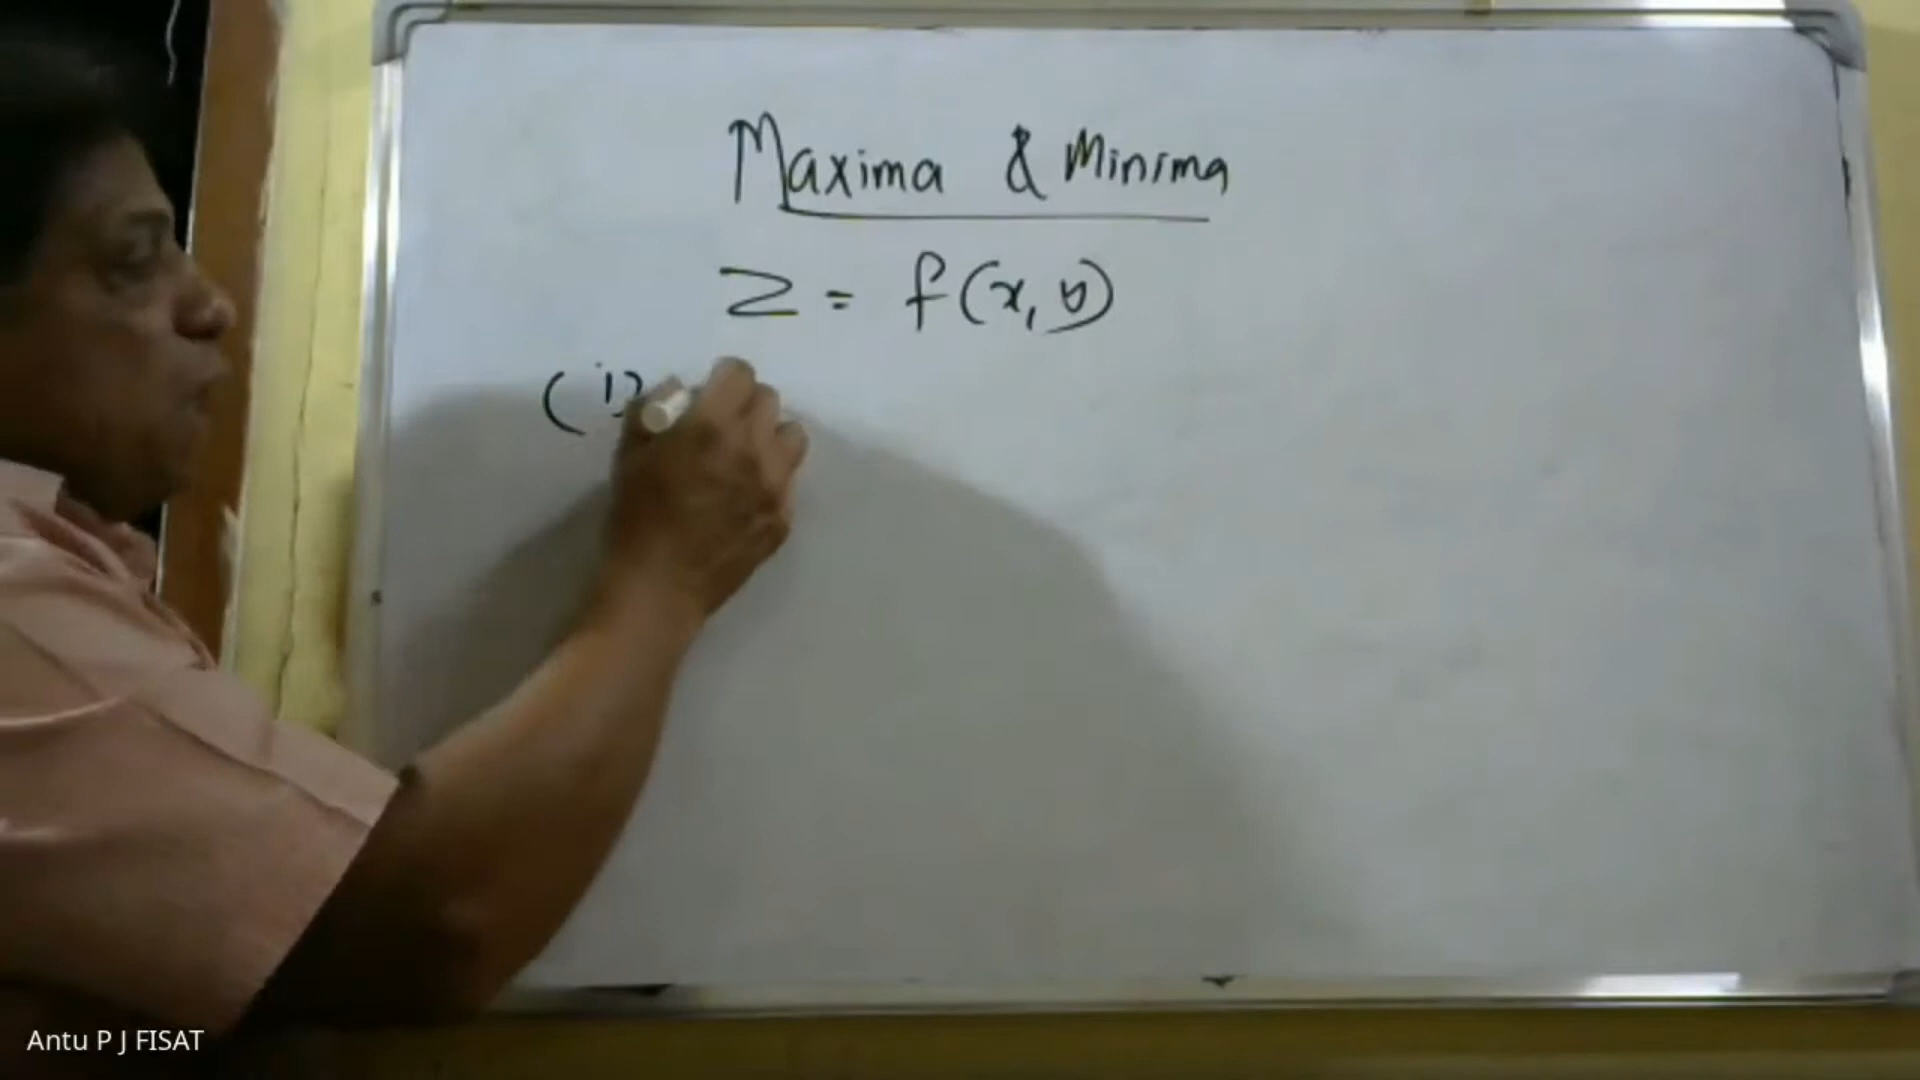 Maxima & Minima
Z = f(x, y)
(i)
Antu P J FISAT